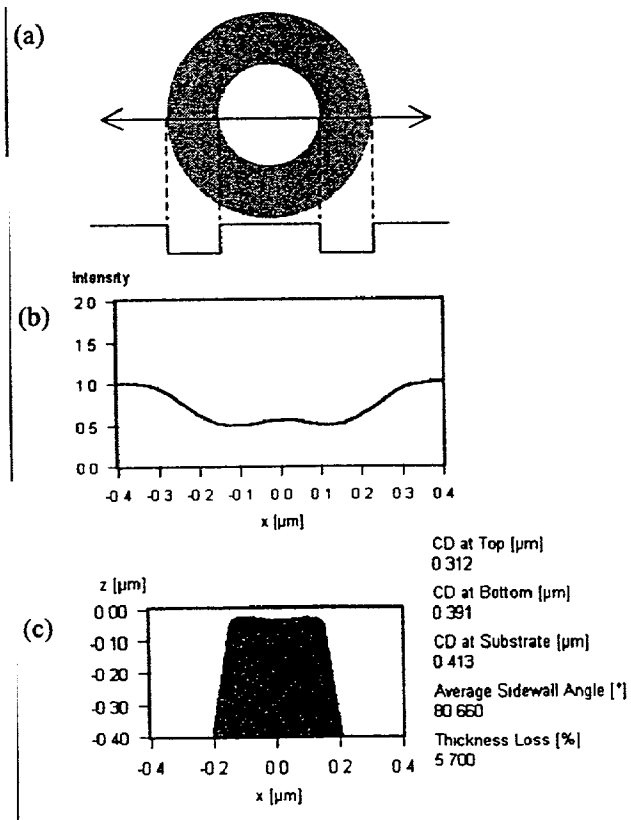 (a)
Intensity
(b)
2.0
1.5
1.0
0.5
0.0
-0.4 -0.3 -0.2 -0.1 0.0 0.1 0.2 0.3 0.4
x [µm]
CD at Top [µm]
0.312
CD at Bottom [µm]
0.391
CD at Substrate [µm]
0.413
Average Sidewall Angle [°]
80.660
Thickness Loss [%]
5.700
z [µm]
(c)
0.00
-0.10
-0.20
-0.30
-0.40
-0.4 -0.2 0.0 0.2 0.4
x [µm]